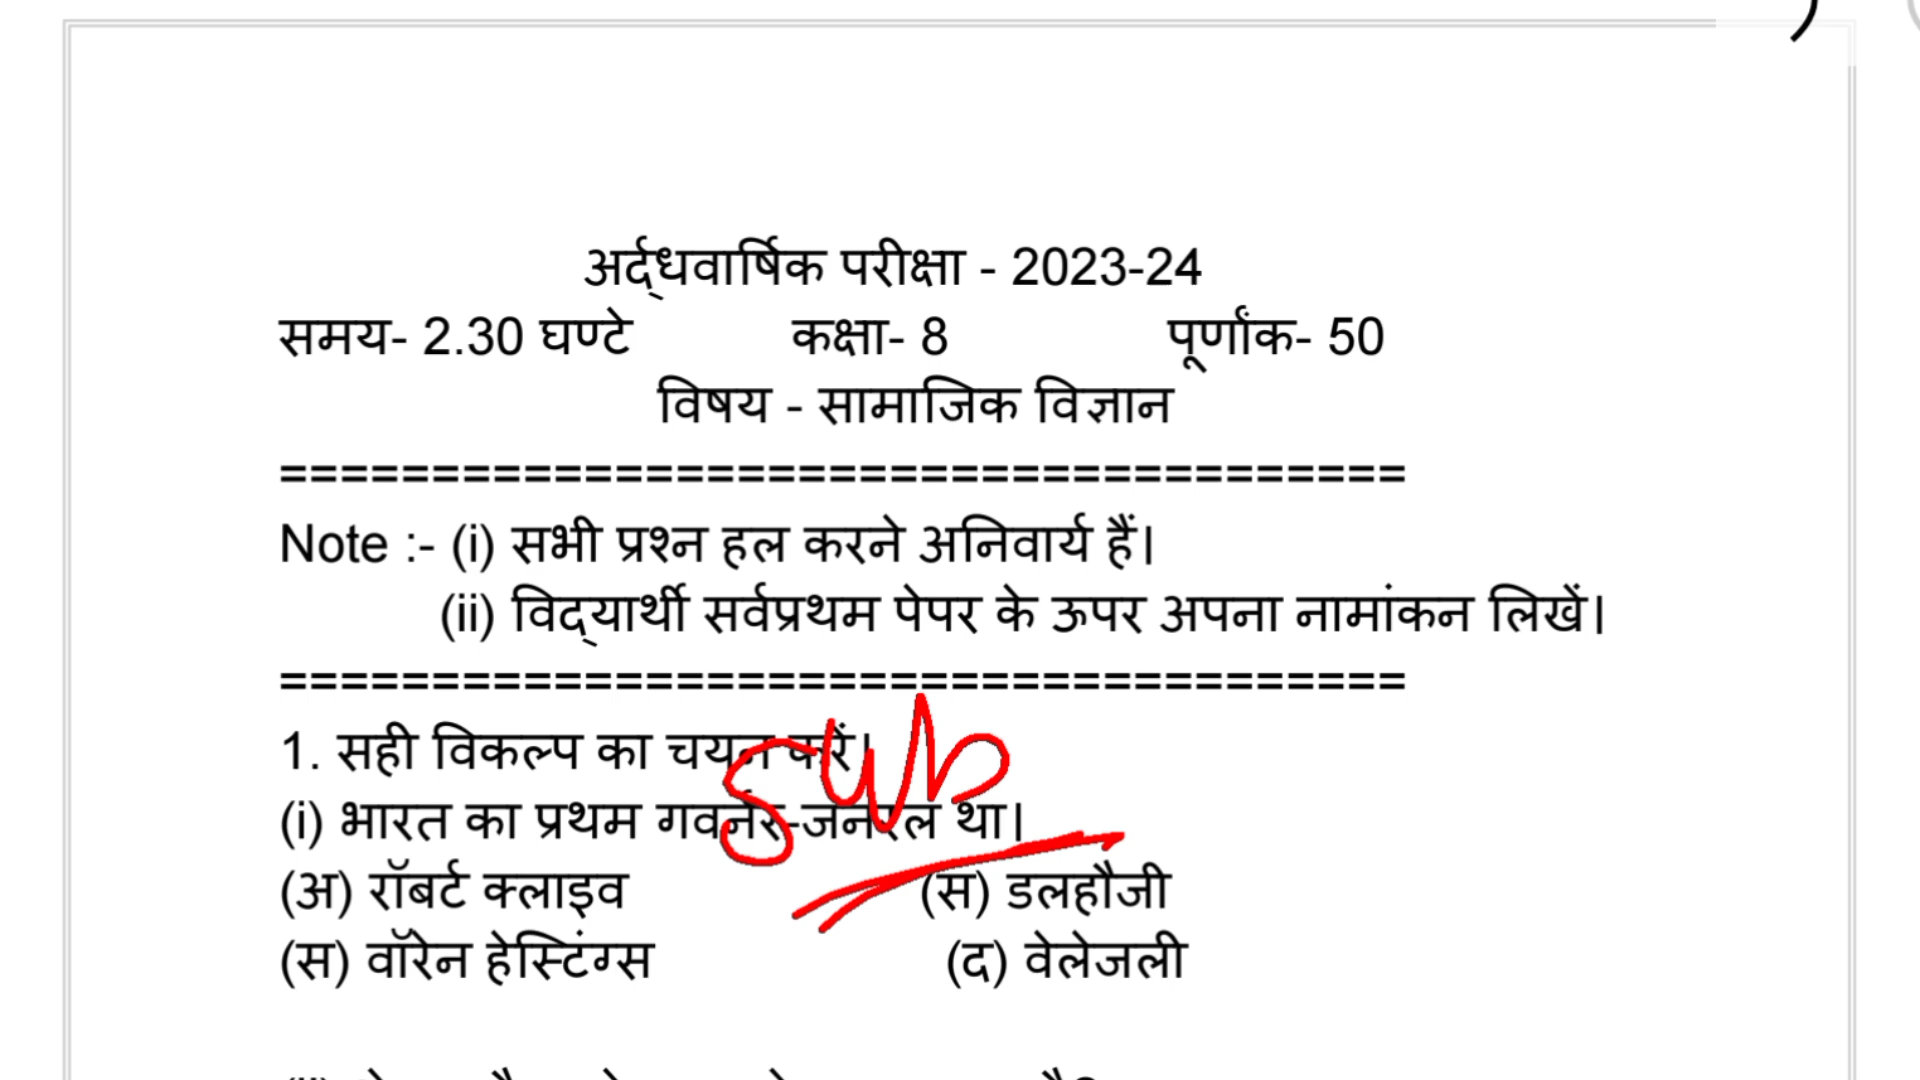 अर्द्धवार्षिक परीक्षा - 2023-24
समय- 2.30 घण्टे कक्षा- 8 पूर्णांक- 50
विषय - सामाजिक विज्ञान
=====================================
Note :- (i) सभी प्रश्न हल करने अनिवार्य हैं।
(ii) विद्यार्थी सर्वप्रथम पेपर के ऊपर अपना नामांकन लिखें।
=====================================
1. सही विकल्प का चयन करें।
sub
(i) भारत का प्रथम गवर्नर-जनरल था।
(अ) रॉबर्ट क्लाइव (स) डलहौजी
(स) वॉरेन हेस्टिंग्स (द) वेलेजली